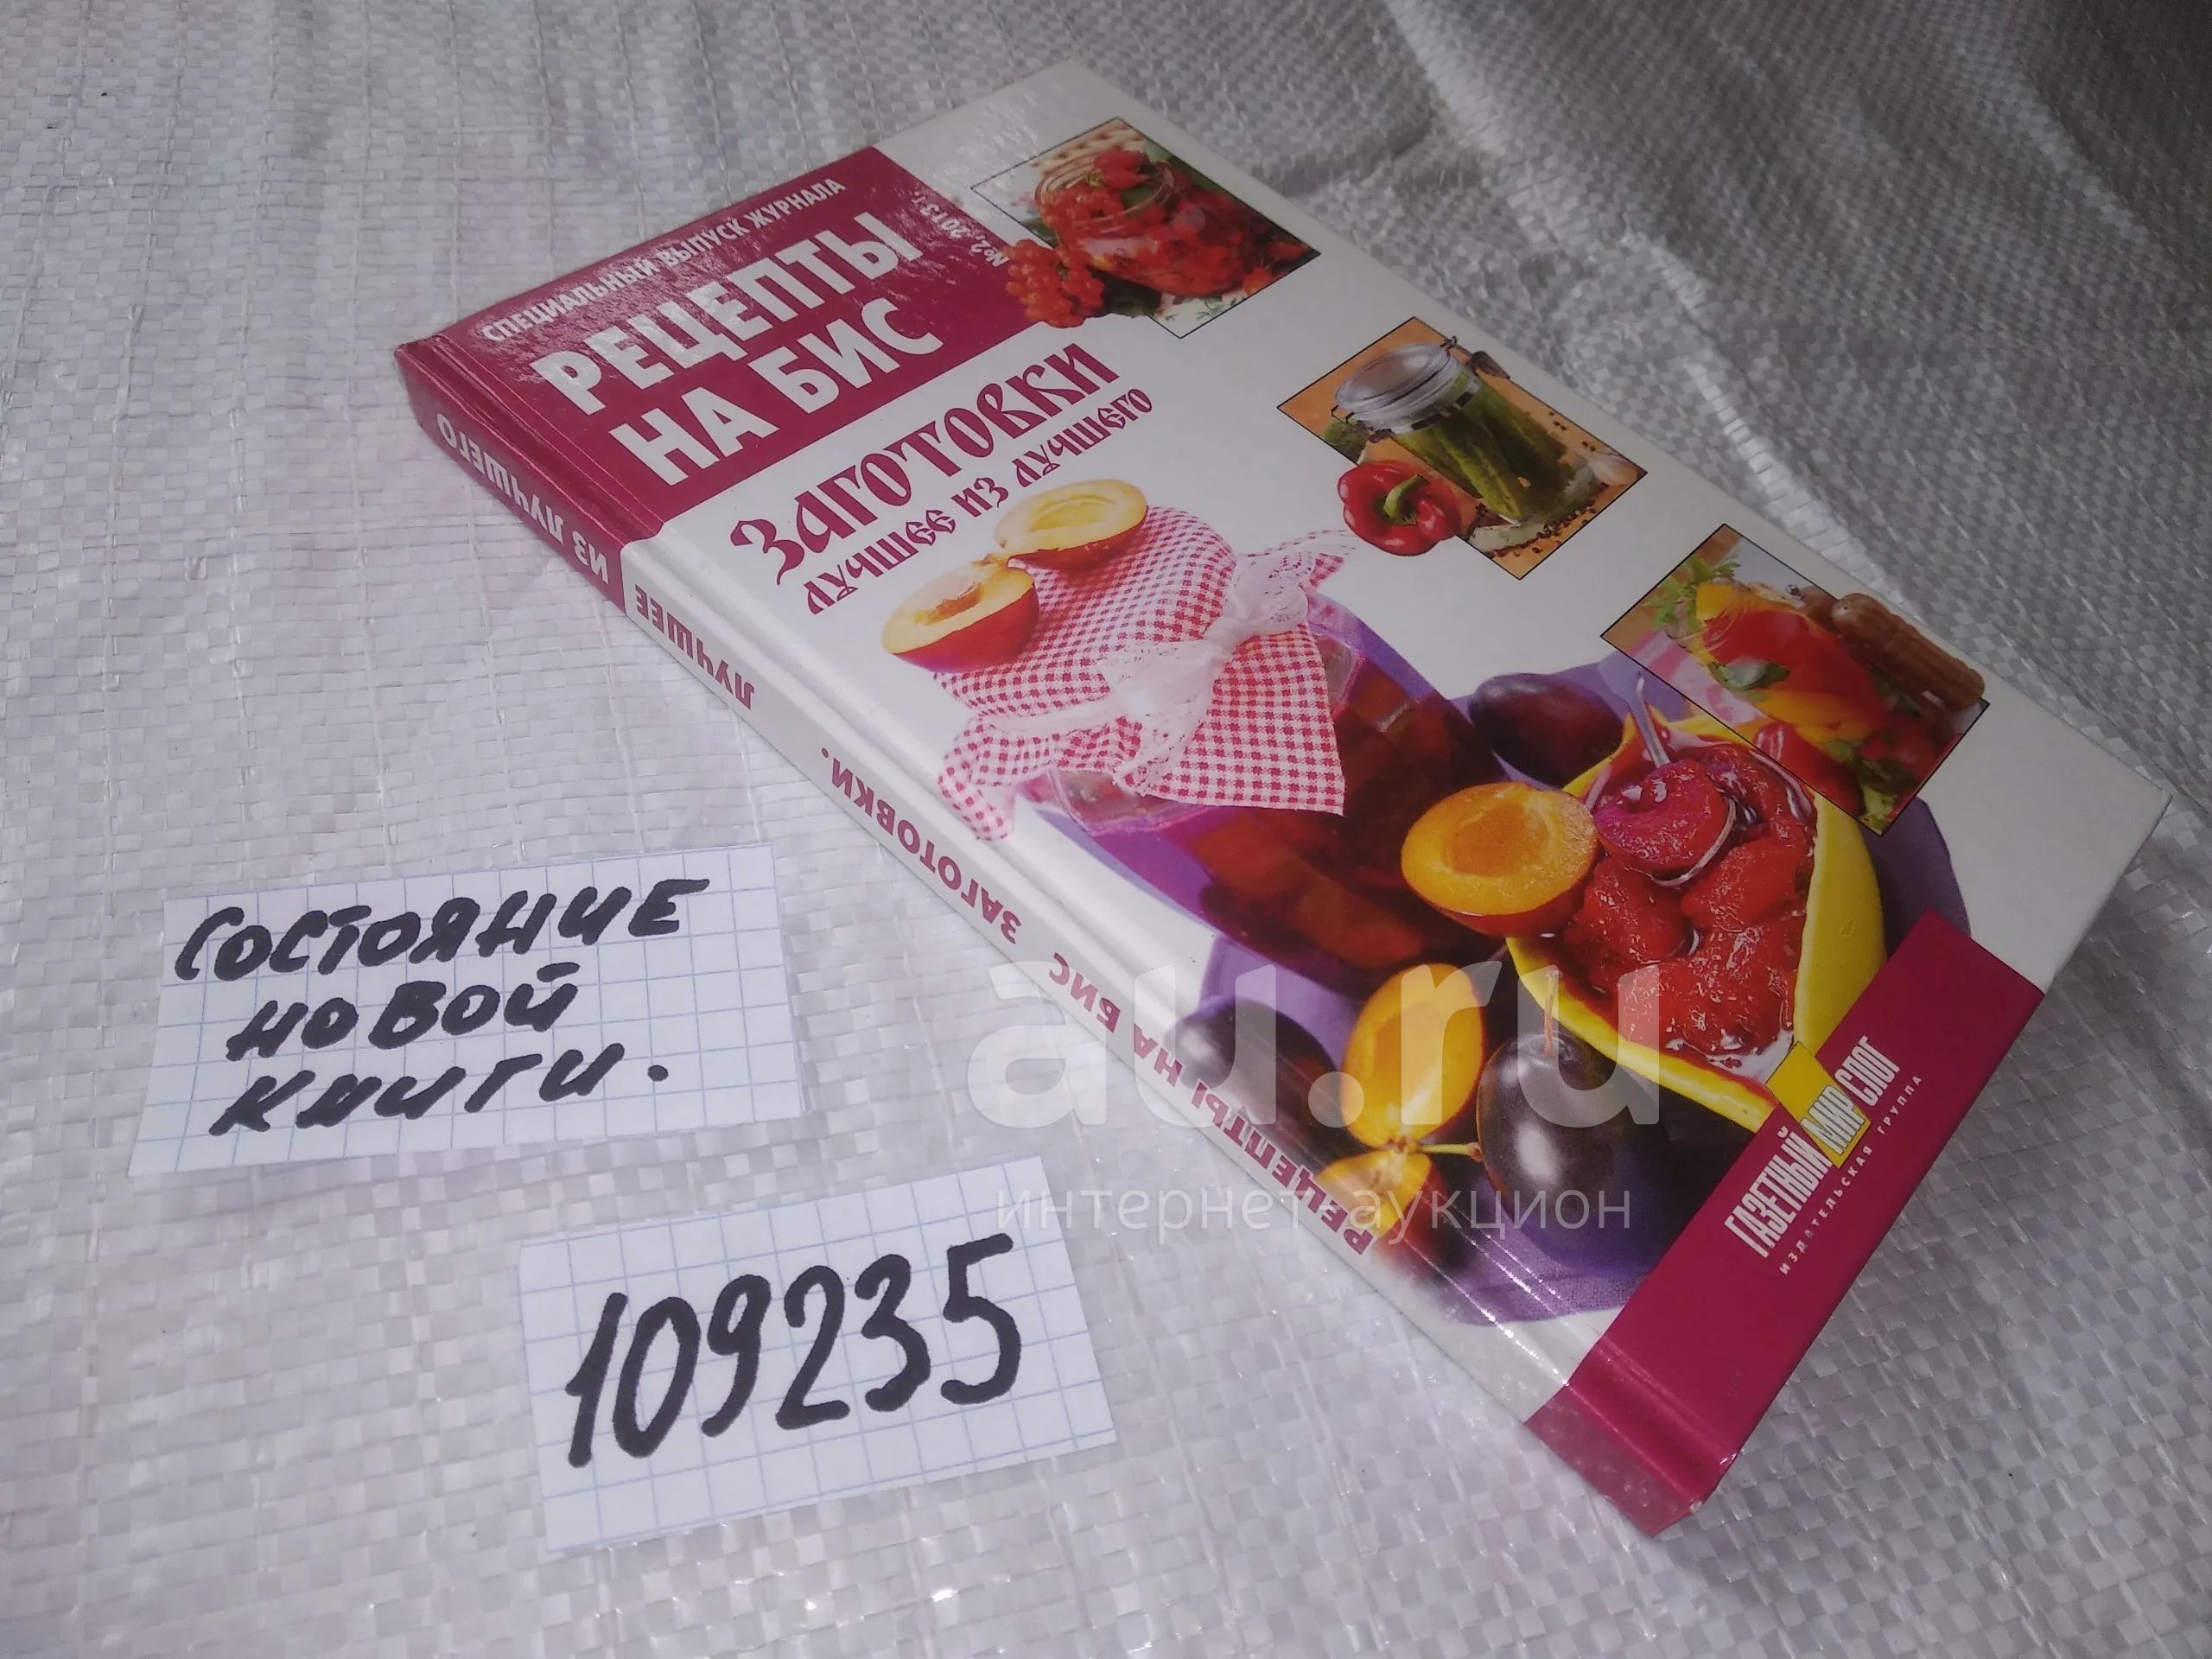 СПЕЦИАЛЬНЫЙ ВЫПУСК ЖУРНАЛА
РЕЦЕПТЫ
НА БИС
№2, 2013 г.
ЗАГОТОВКИ
ЛУЧШЕЕ ИЗ ЛУЧШЕГО
РЕЦЕПТЫ НА БИС ЗАГОТОВКИ. ЛУЧШЕЕ ИЗ ЛУЧШЕГО
ГАЗЕТНЫЙ МИР СЛОГ
ИЗДАТЕЛЬСКАЯ ГРУППА
СОСТОЯНИЕ
НОВОЙ
КНИГИ.
109235
au.ru
интернет-аукцион